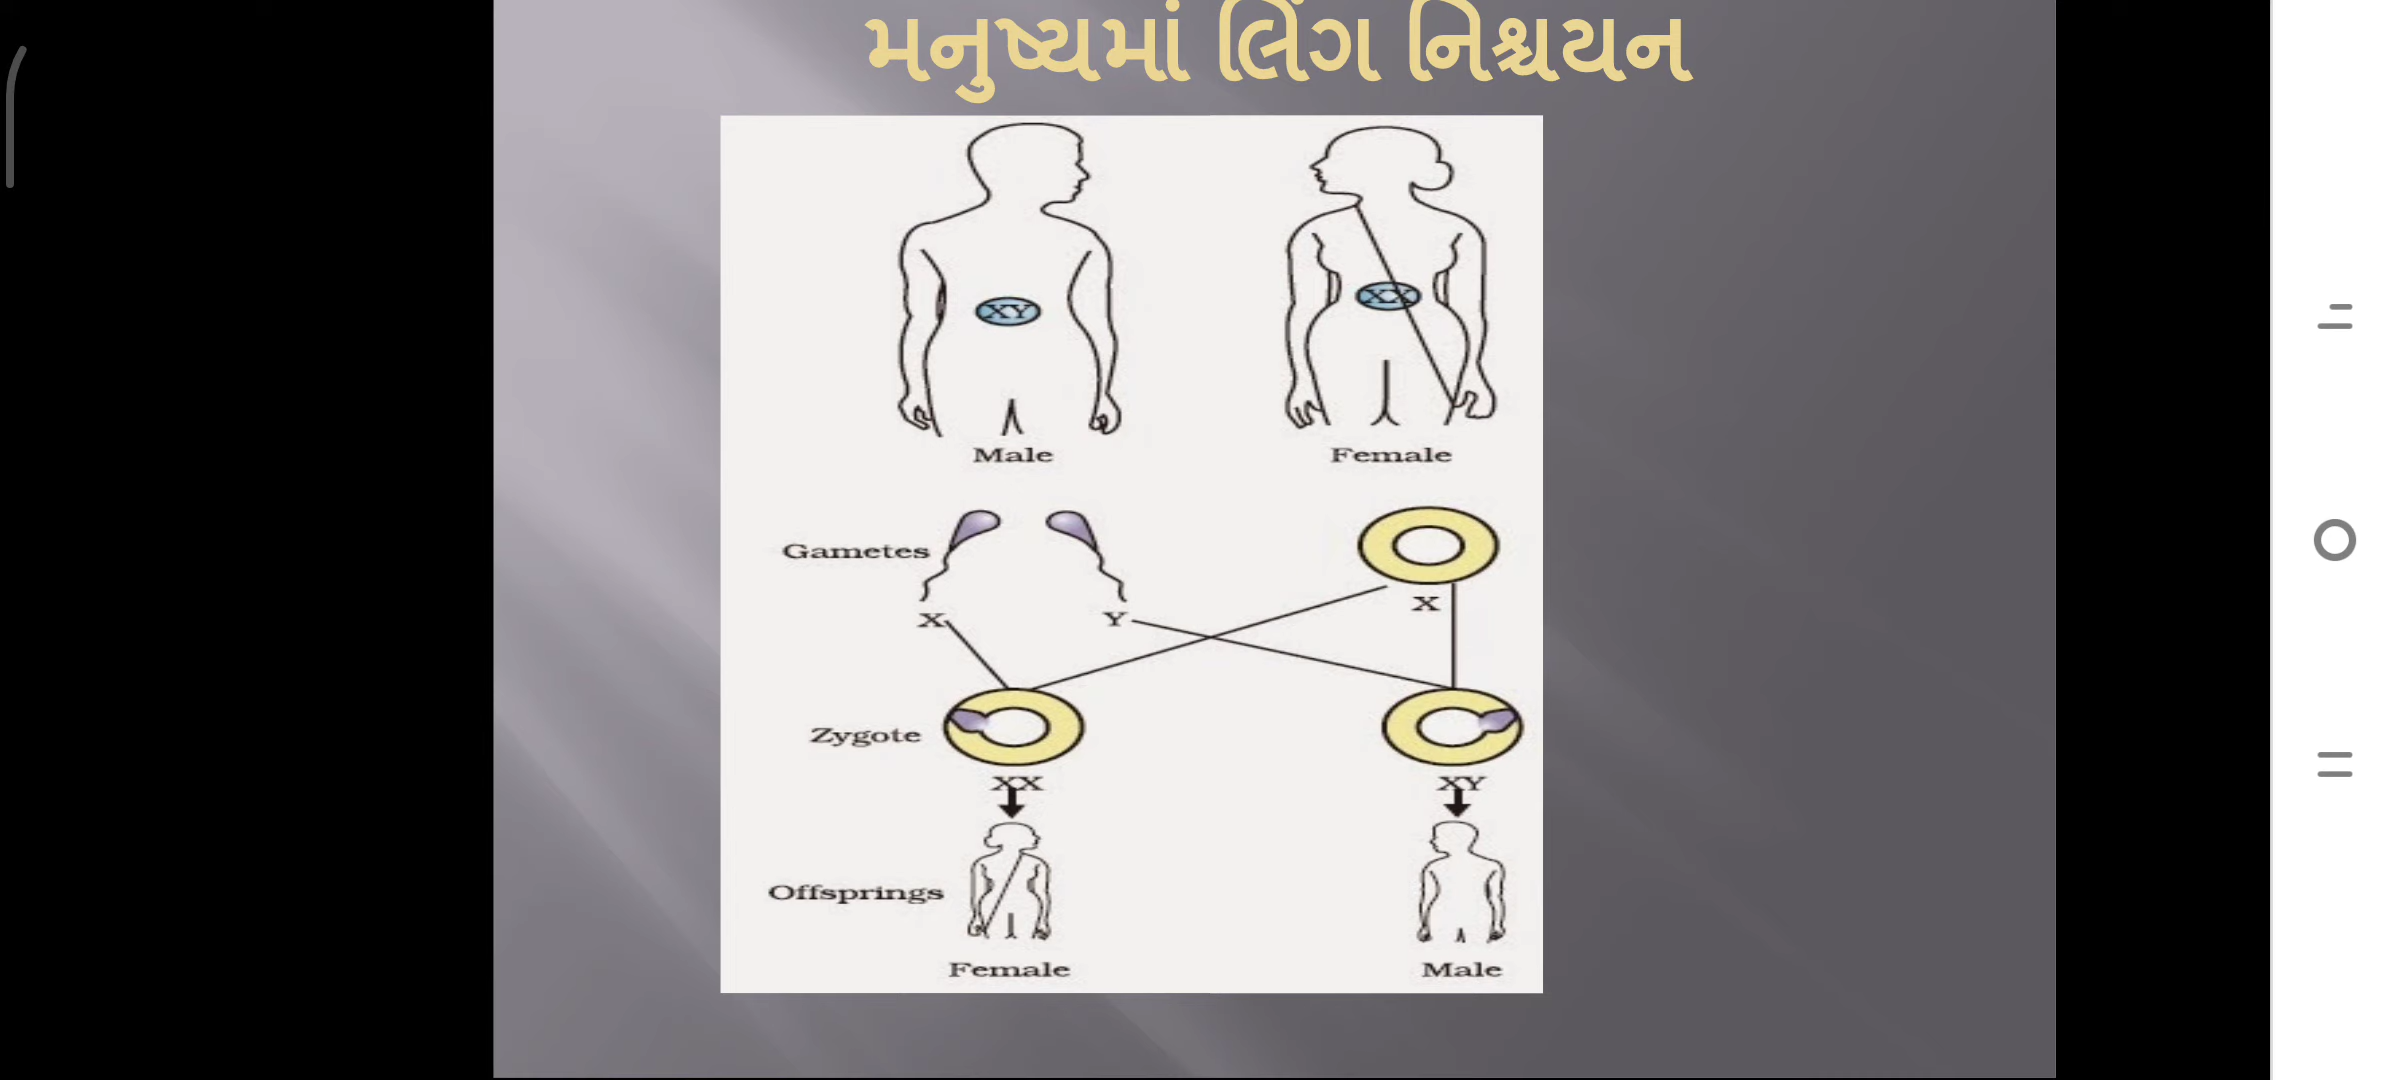 મનુષ્યમાં લિંગ નિશ્ચયન
XY
XX
Male
Female
Gametes
X
Y
X
Zygote
XX
XY
Offsprings
Female
Male